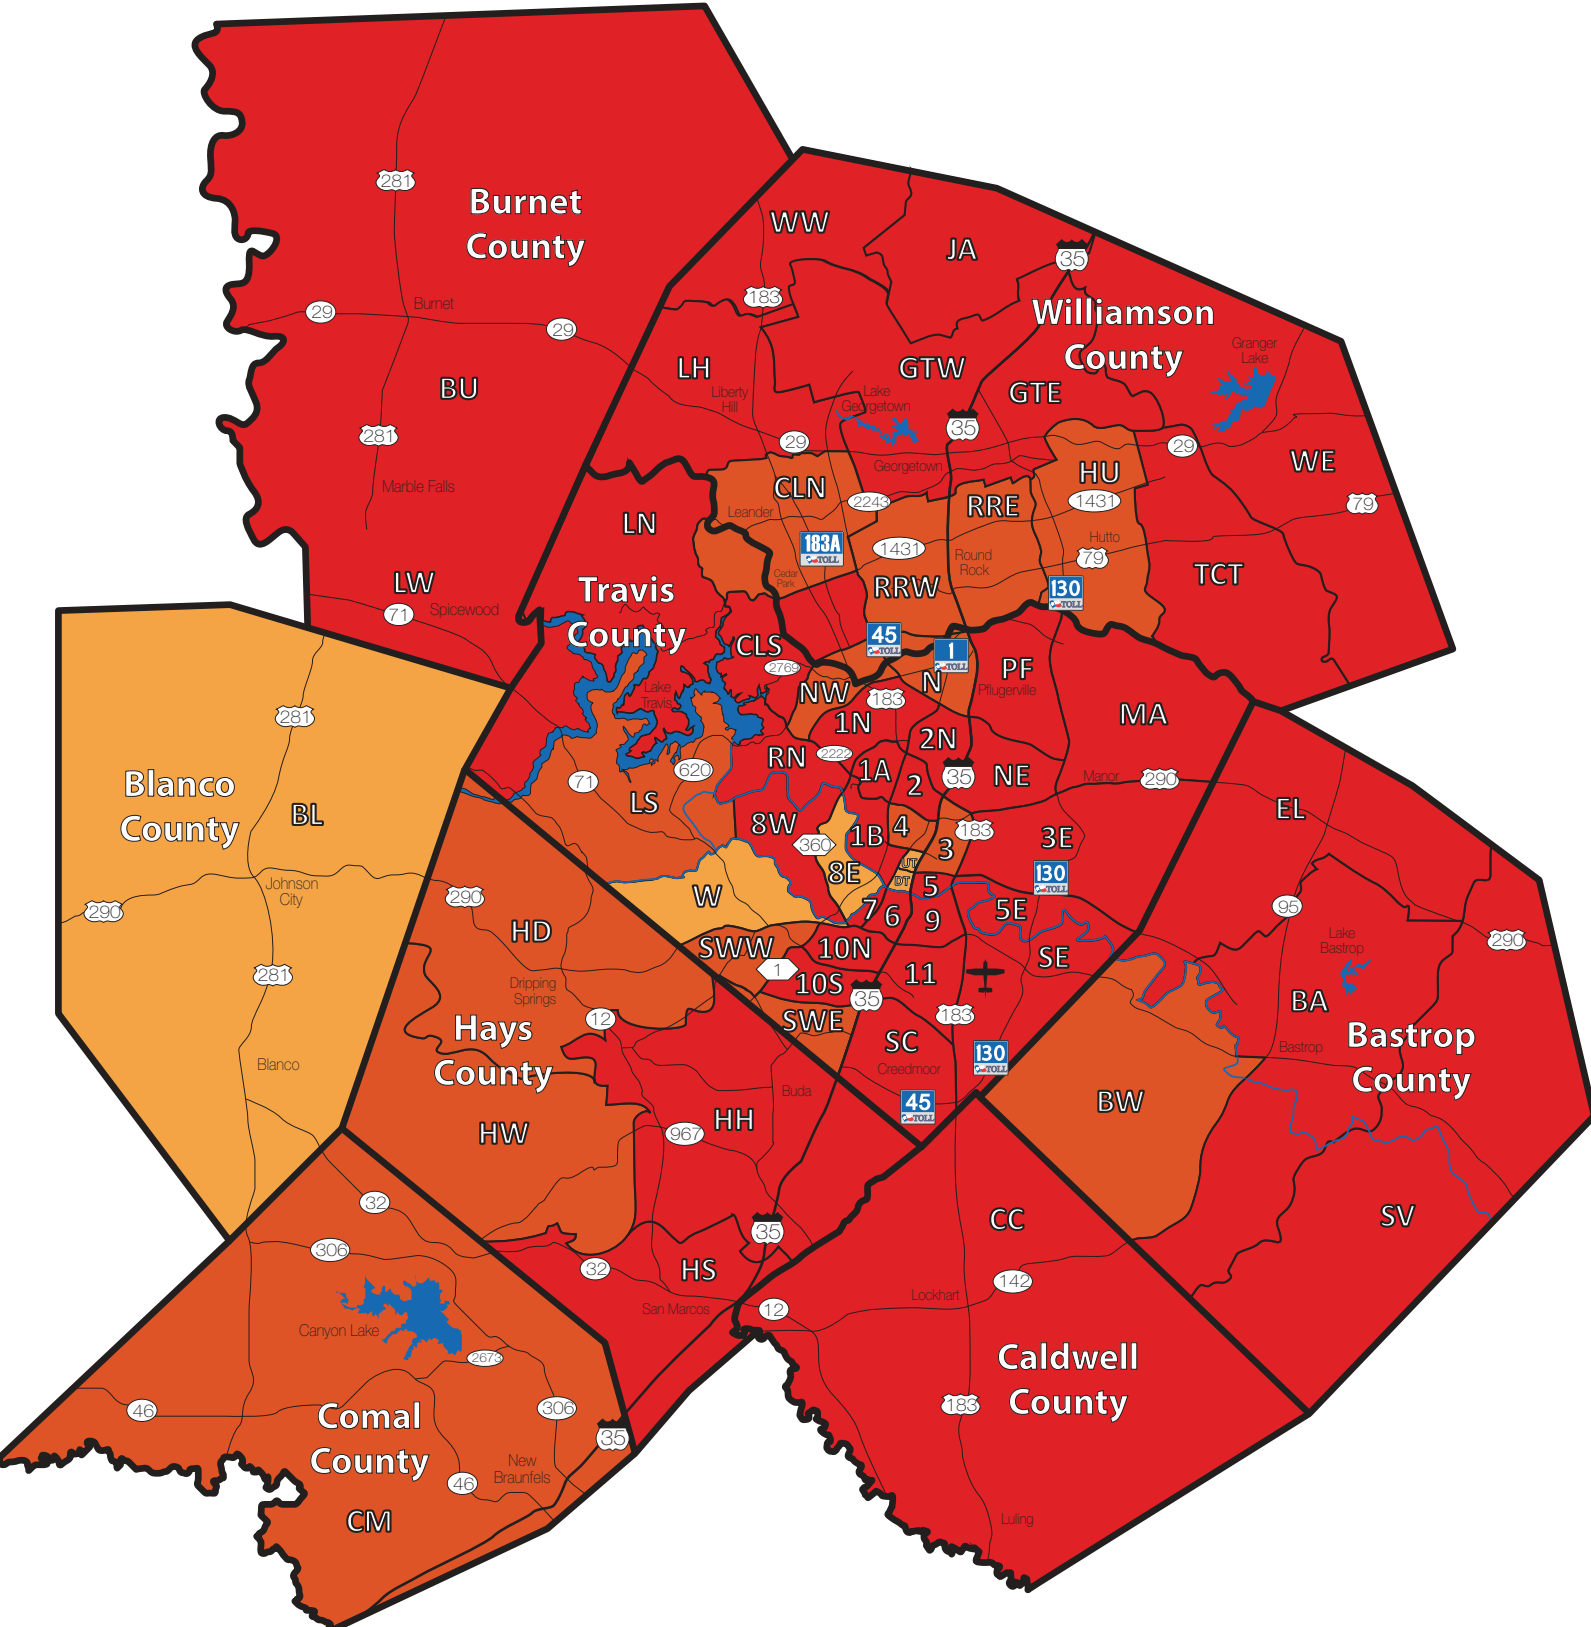 281
Burnet
County
WW
JA
35
183
29
Burnet
29
Williamson
County
Granger
Lake
LH
GTW
BU
Liberty
Hill
Lake
Georgetown
GTE
281
35
29
29
Georgetown
WE
HU
Marble Falls
CLN
2243
RRE
1431
79
Leander
LN
183A
TOLL
1431
Round
Rock
Hutto
79
TCT
Cedar
Park
LW
Travis
County
RRW
130
TOLL
71
Spicewood
45
TOLL
CLS
2769
1
TOLL
PF
Pflugerville
N
Lake
Travis
NW
183
281
1N
MA
2N
RN
2222
1A
35
NE
Manor
290
620
71
2
Blanco
County
BL
LS
8W
4
183
3E
EL
360
1B
3
UT
8E
DT
130
TOLL
5
Johnson
City
W
290
290
7
6
9
5E
95
HD
SWW
10N
SE
Lake
Bastrop
290
281
1
11
10S
35
Dripping
Springs
12
SWE
183
BA
Hays
County
SC
Bastrop
Bastrop
County
130
TOLL
Creedmoor
Blanco
Buda
45
TOLL
BW
HH
HW
967
32
CC
SV
35
306
32
HS
142
San Marcos
12
Lockhart
Canyon Lake
2673
Caldwell
County
46
306
183
Comal
County
35
New
Braunfels
46
CM
Luling